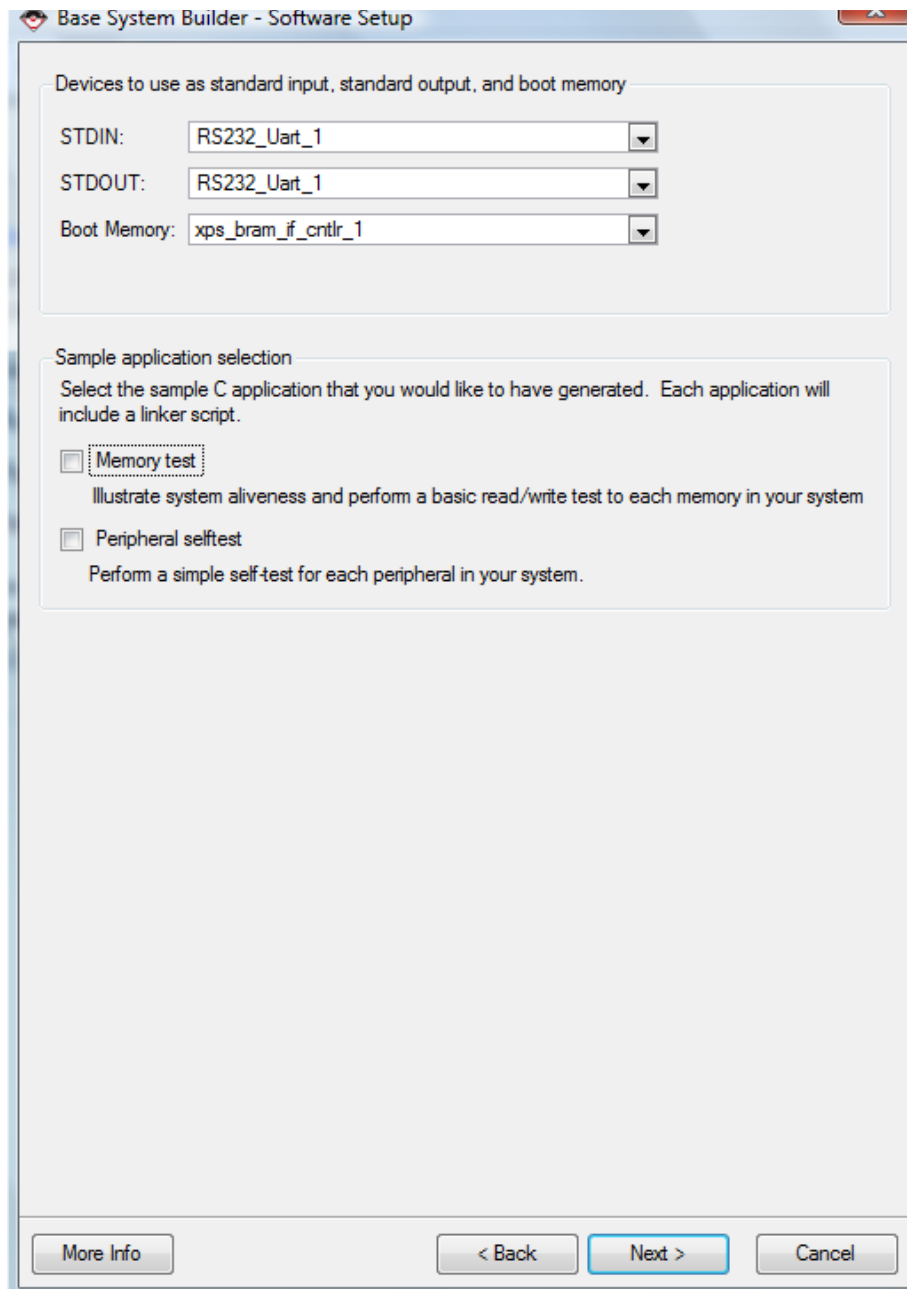 Base System Builder - Software Setup
Devices to use as standard input, standard output, and boot memory
STDIN: RS232_Uart_1
STDOUT: RS232_Uart_1
Boot Memory: xps_bram_if_cntlr_1
Sample application selection
Select the sample C application that you would like to have generated. Each application will
include a linker script.
Memory test
Illustrate system aliveness and perform a basic read/write test to each memory in your system
Peripheral selftest
Perform a simple self-test for each peripheral in your system.
More Info < Back Next > Cancel